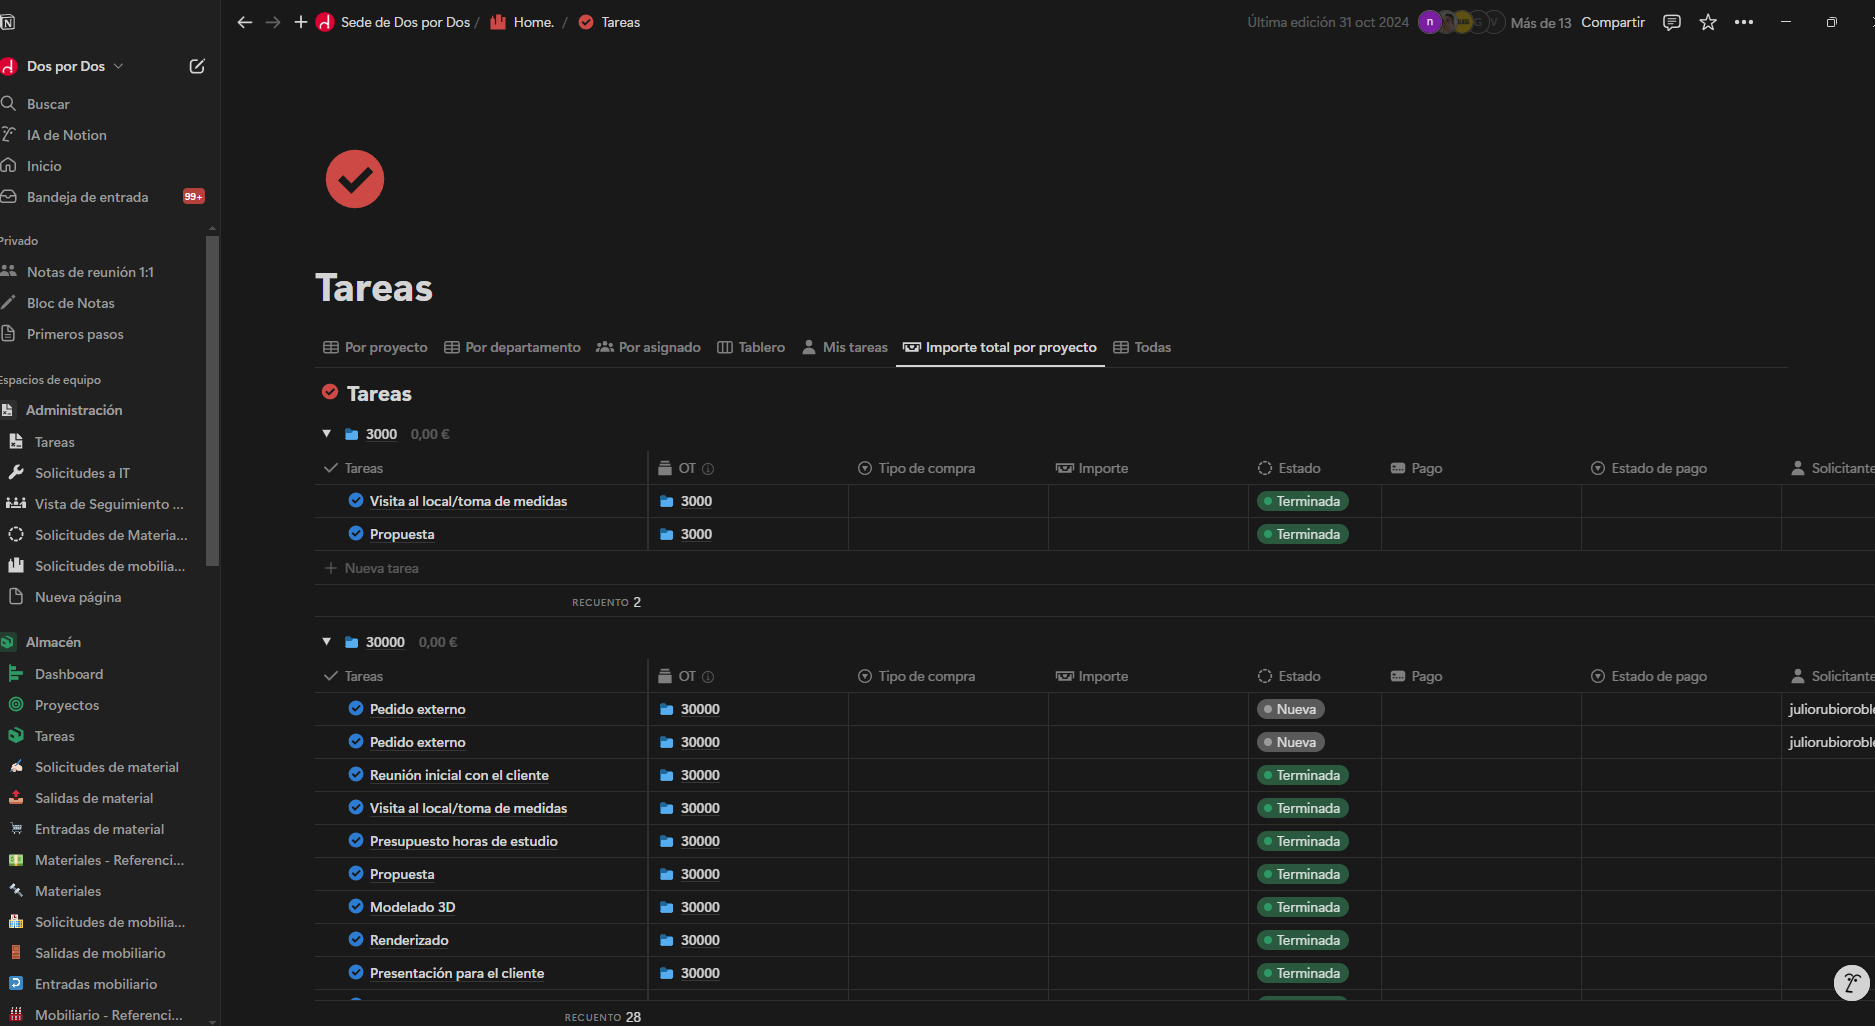 Sede de Dos por Dos / Home. / Tareas
Última edición 31 oct 2024 n G V Más de 13 Compartir
Dos por Dos
Buscar
IA de Notion
Inicio
Bandeja de entrada 99+
Privado
Notas de reunión 1:1
Bloc de Notas
Primeros pasos
Espacios de equipo
Administración
Tareas
Solicitudes a IT
Vista de Seguimiento ...
Solicitudes de Materia...
Solicitudes de mobilia...
Nueva página
Almacén
Dashboard
Proyectos
Tareas
Solicitudes de material
Salidas de material
Entradas de material
Materiales - Referenci...
Materiales
Solicitudes de mobilia...
Salidas de mobiliario
Entradas mobiliario
Mobiliario - Referenci...
Tareas
Por proyecto Por departamento Por asignado Tablero Mis tareas Importe total por proyecto Todas
Tareas
3000 0,00 €
Tareas OT Tipo de compra Importe Estado Pago Estado de pago Solicitante
Visita al local/toma de medidas 3000 Terminada
Propuesta 3000 Terminada
+ Nueva tarea
RECUENTO 2
30000 0,00 €
Tareas OT Tipo de compra Importe Estado Pago Estado de pago Solicitante
Pedido externo 30000 Nueva juliorubioroble
Pedido externo 30000 Nueva juliorubioroble
Reunión inicial con el cliente 30000 Terminada
Visita al local/toma de medidas 30000 Terminada
Presupuesto horas de estudio 30000 Terminada
Propuesta 30000 Terminada
Modelado 3D 30000 Terminada
Renderizado 30000 Terminada
Presentación para el cliente 30000 Terminada
RECUENTO 28